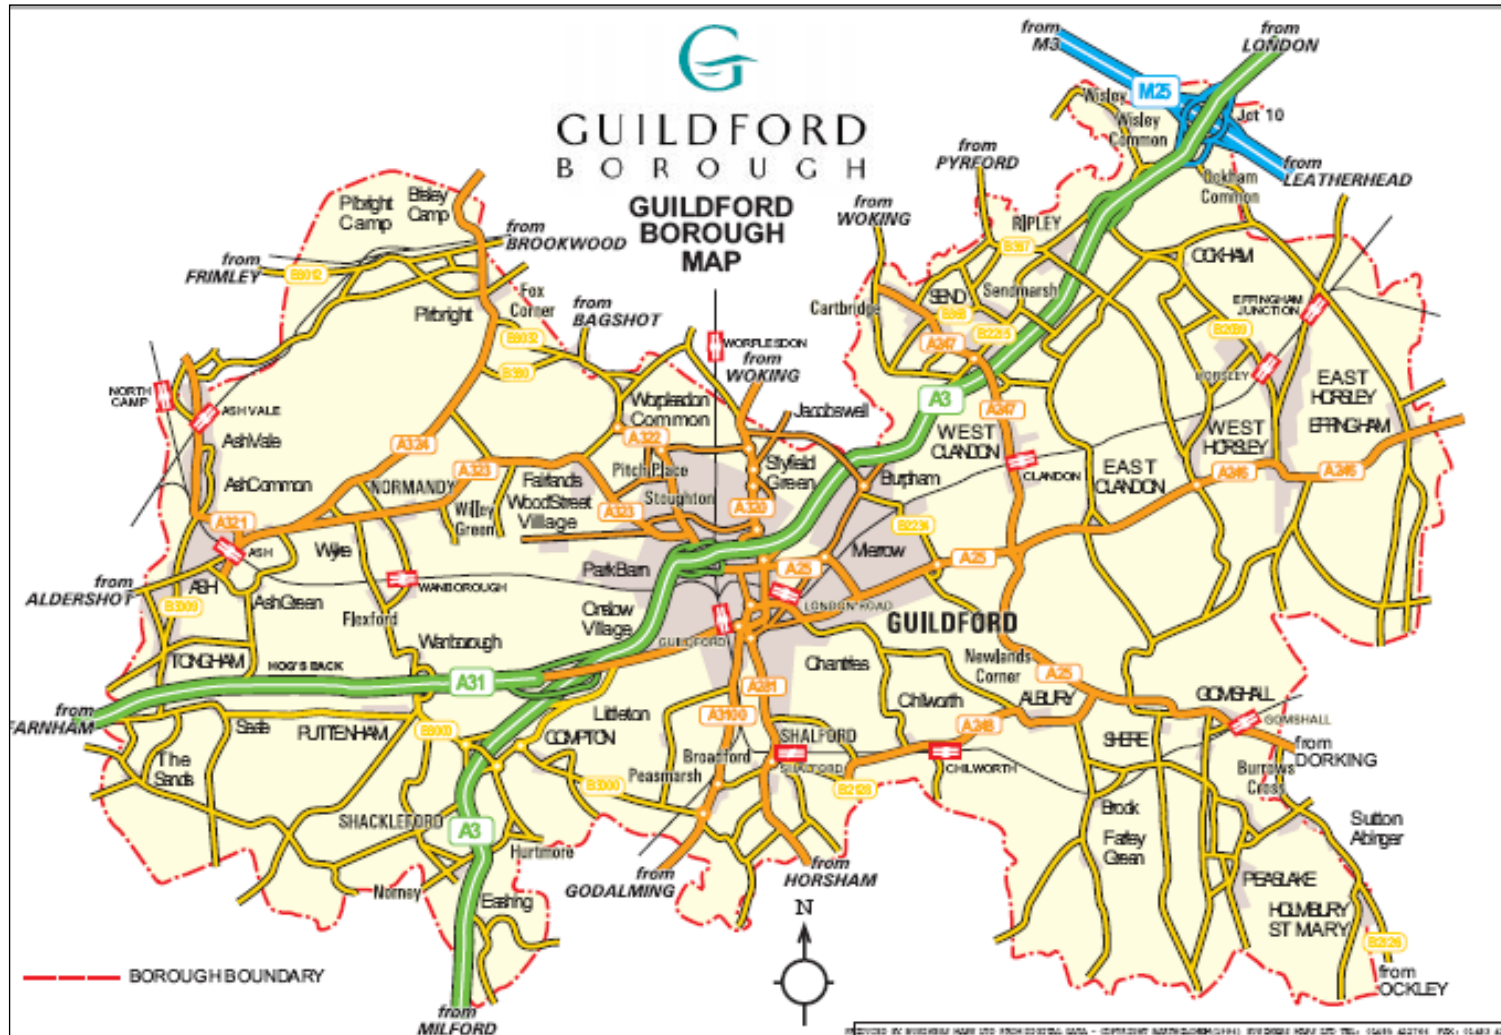 GUILDFORD
BOROUGH
GUILDFORD
BOROUGH
MAP
from
M3
from
LONDON
M25
Jct 10
Wisley
Wisley
Common
from
LEATHERHEAD
Ockham
Common
from
PYRFORD
from
WOKING
RIPLEY
OCKHAM
Pirbright
Camp
Bisley
Camp
from
BROOKWOOD
from
FRIMLEY
B3012
Fox
Corner
Pirbright
from
BAGSHOT
B3032
B380
WORPLESDON
from
WOKING
Cartbridge
SEND
Sendmarsh
B367
B368
B2215
A247
EFFINGHAM
JUNCTION
B2039
HORSLEY
EAST
HORSLEY
EFFINGHAM
WEST
HORSLEY
NORTH
CAMP
ASH VALE
Ash Vale
Ash Common
A324
A323
NORMANDY
Willey
Green
Worplesdon
Common
A322
Jacobswell
Pitch Place
Fairlands
Wood Street
Village
Stoughton
A323
Slyfield
Green
A320
Burpham
A3
A247
WEST
CLANDON
CLANDON
EAST
CLANDON
A246
A246
A321
ASH
ASH
Wyke
WANBOROUGH
Park Barn
A25
Merrow
B2234
A25
from
ALDERSHOT
B3009
Ash Green
Flexford
Wanborough
Onslow
Village
GUILDFORD
LONDON ROAD
GUILDFORD
Newlands
Corner
TONGHAM
HOG'S BACK
A31
from
FARNHAM
Seale
PUTTENHAM
B3000
The
Sands
Littleton
COMPTON
A3100
A281
Chantries
Chilworth
ALBURY
A25
GOMSHALL
GOMSHALL
from
DORKING
A248
SHALFORD
SHALFORD
CHILWORTH
SHERE
Burrows
Cross
Broadford
Peasmarsh
B3000
B2128
SHACKLEFORD
A3
Hurtmore
Norney
Eashing
from
GODALMING
from
HORSHAM
Brook
Farley
Green
Sutton
Abinger
PEASLAKE
HOLMBURY
ST MARY
B2126
from
OCKLEY
N
BOROUGH BOUNDARY
from
MILFORD